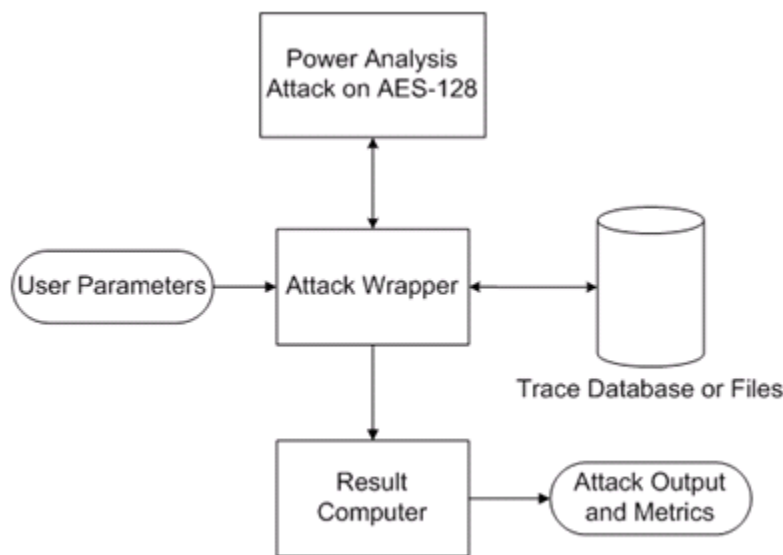 Power Analysis
Attack on AES-128
User Parameters
Attack Wrapper
Trace Database or Files
Result
Computer
Attack Output
and Metrics